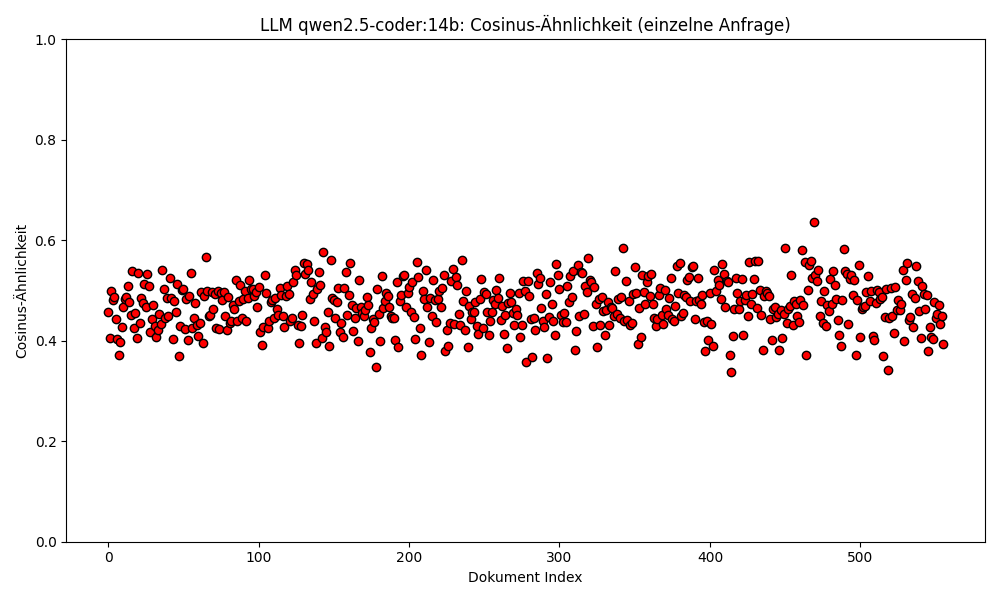 LLM qwen2.5-coder:14b: Cosinus-Ähnlichkeit (einzelne Anfrage)
Cosinus-Ähnlichkeit
1.0
0.8
0.6
0.4
0.2
0.0
0 100 200 300 400 500
Dokument Index